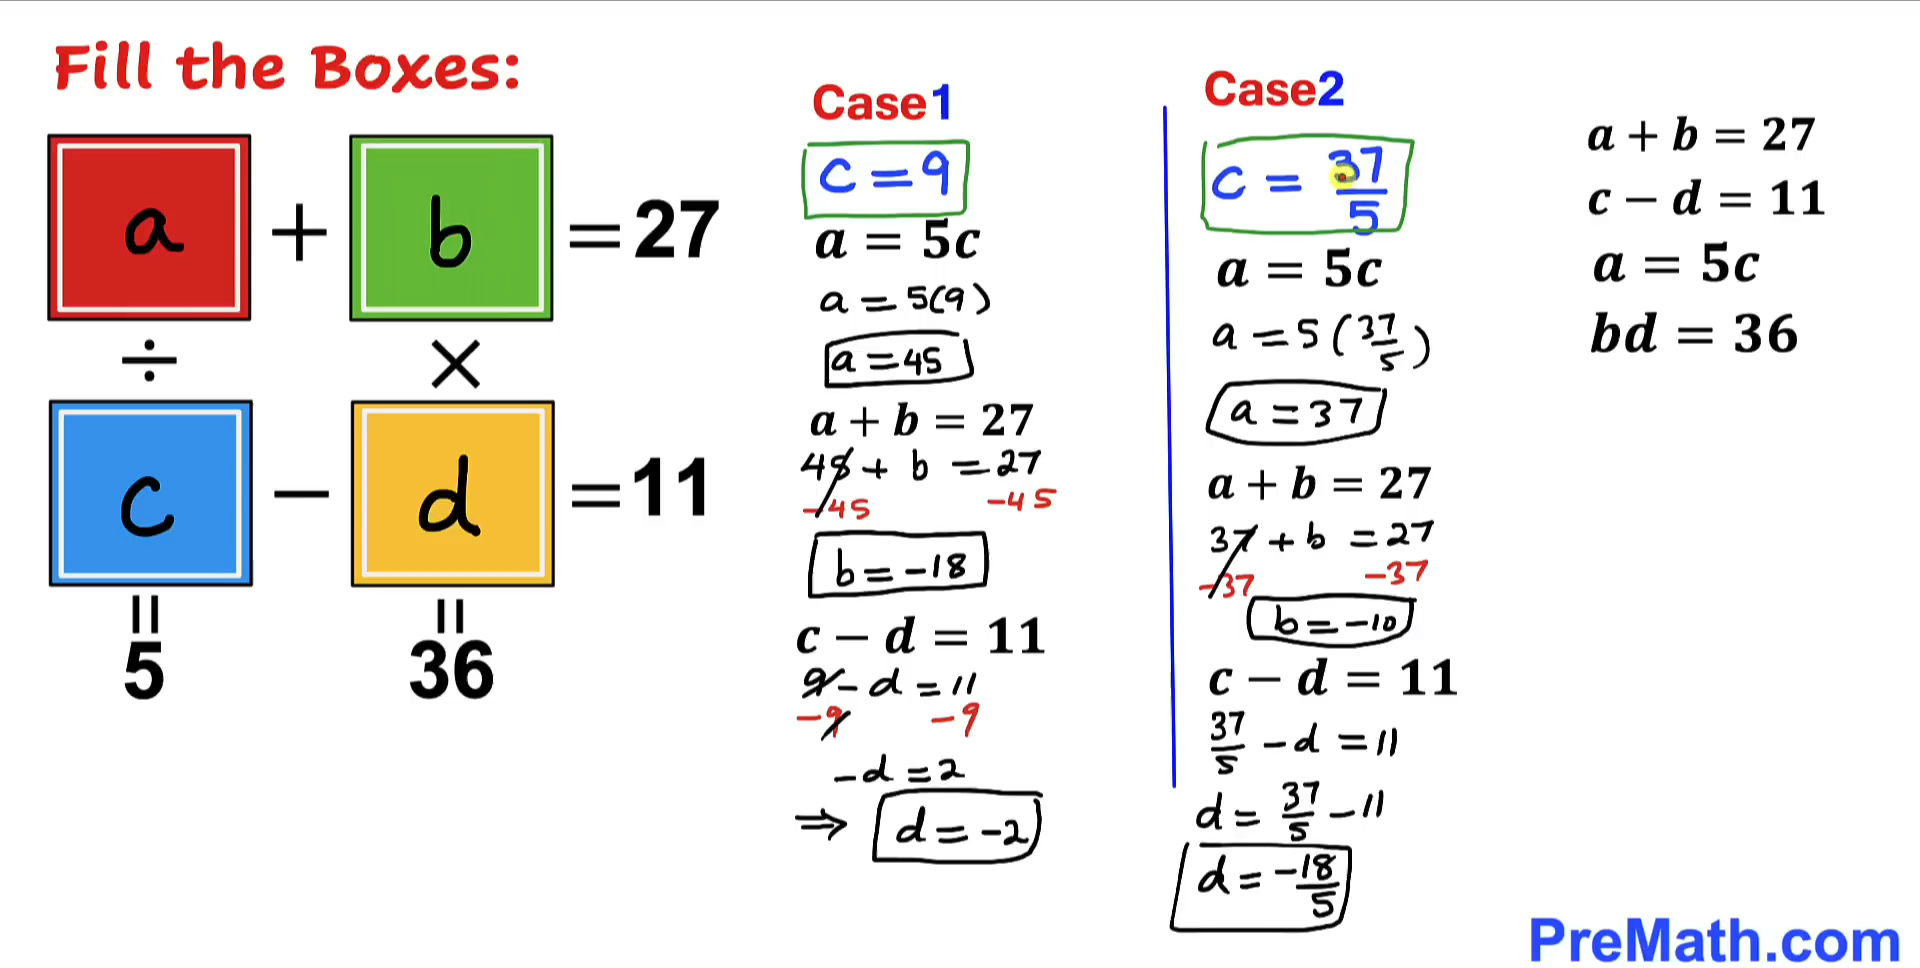 Fill the Boxes:
a + b = 27
÷ ×
c − d = 11
= =
5 36
Case1
c = 9
a = 5c
a = 5(9)
a = 45
a + b = 27
45 + b = 27
-45 -45
b = -18
c − d = 11
9 - d = 11
-9 -9
-d = 2
⇒ d = -2
Case2
c = 37/5
a = 5c
a = 5(37/5)
a = 37
a + b = 27
37 + b = 27
-37 -37
b = -10
c − d = 11
37/5 - d = 11
d = 37/5 - 11
d = -18/5
a + b = 27
c − d = 11
a = 5c
bd = 36
PreMath.com